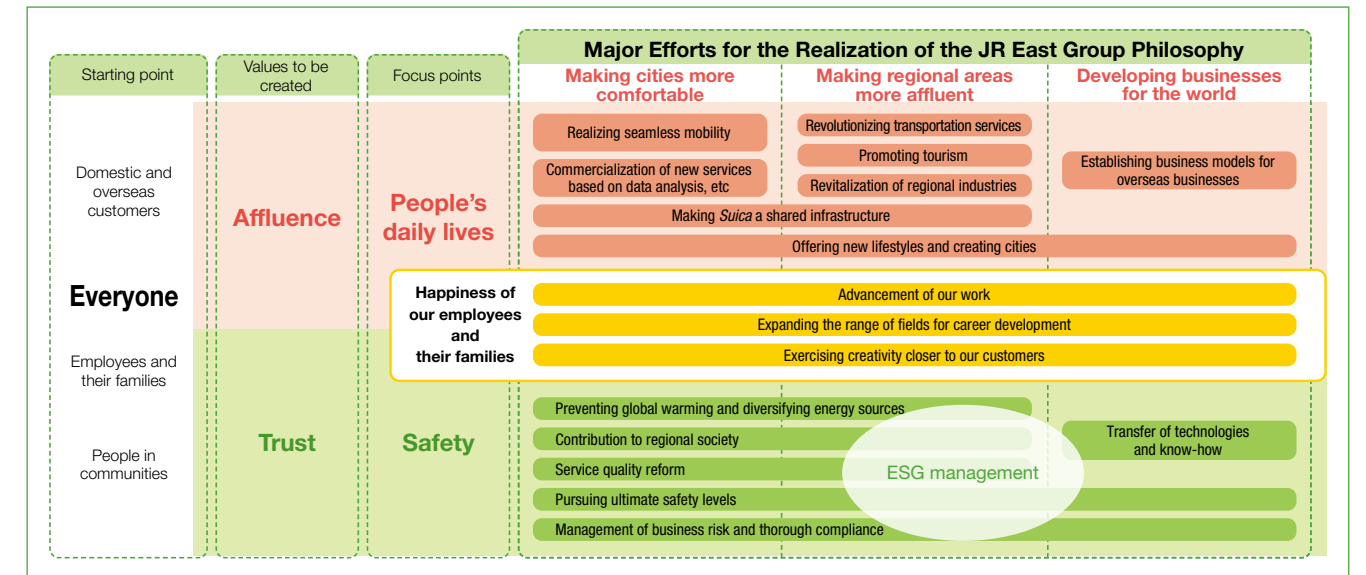 Major Efforts for the Realization of the JR East Group Philosophy
Starting point
Values to be
created
Focus points
Making cities more
comfortable
Making regional areas
more affluent
Developing businesses
for the world
Domestic and
overseas
customers
Everyone
Employees and
their families
People in
communities
Affluence
Trust
People's
daily lives
Safety
Realizing seamless mobility
Commercialization of new services
based on data analysis, etc
Revolutionizing transportation services
Promoting tourism
Revitalization of regional industries
Establishing business models for
overseas businesses
Making Suica a shared infrastructure
Offering new lifestyles and creating cities
Happiness of
our employees
and
their families
Advancement of our work
Expanding the range of fields for career development
Exercising creativity closer to our customers
Preventing global warming and diversifying energy sources
Contribution to regional society
Service quality reform
Pursuing ultimate safety levels
Management of business risk and thorough compliance
ESG management
Transfer of technologies
and know-how